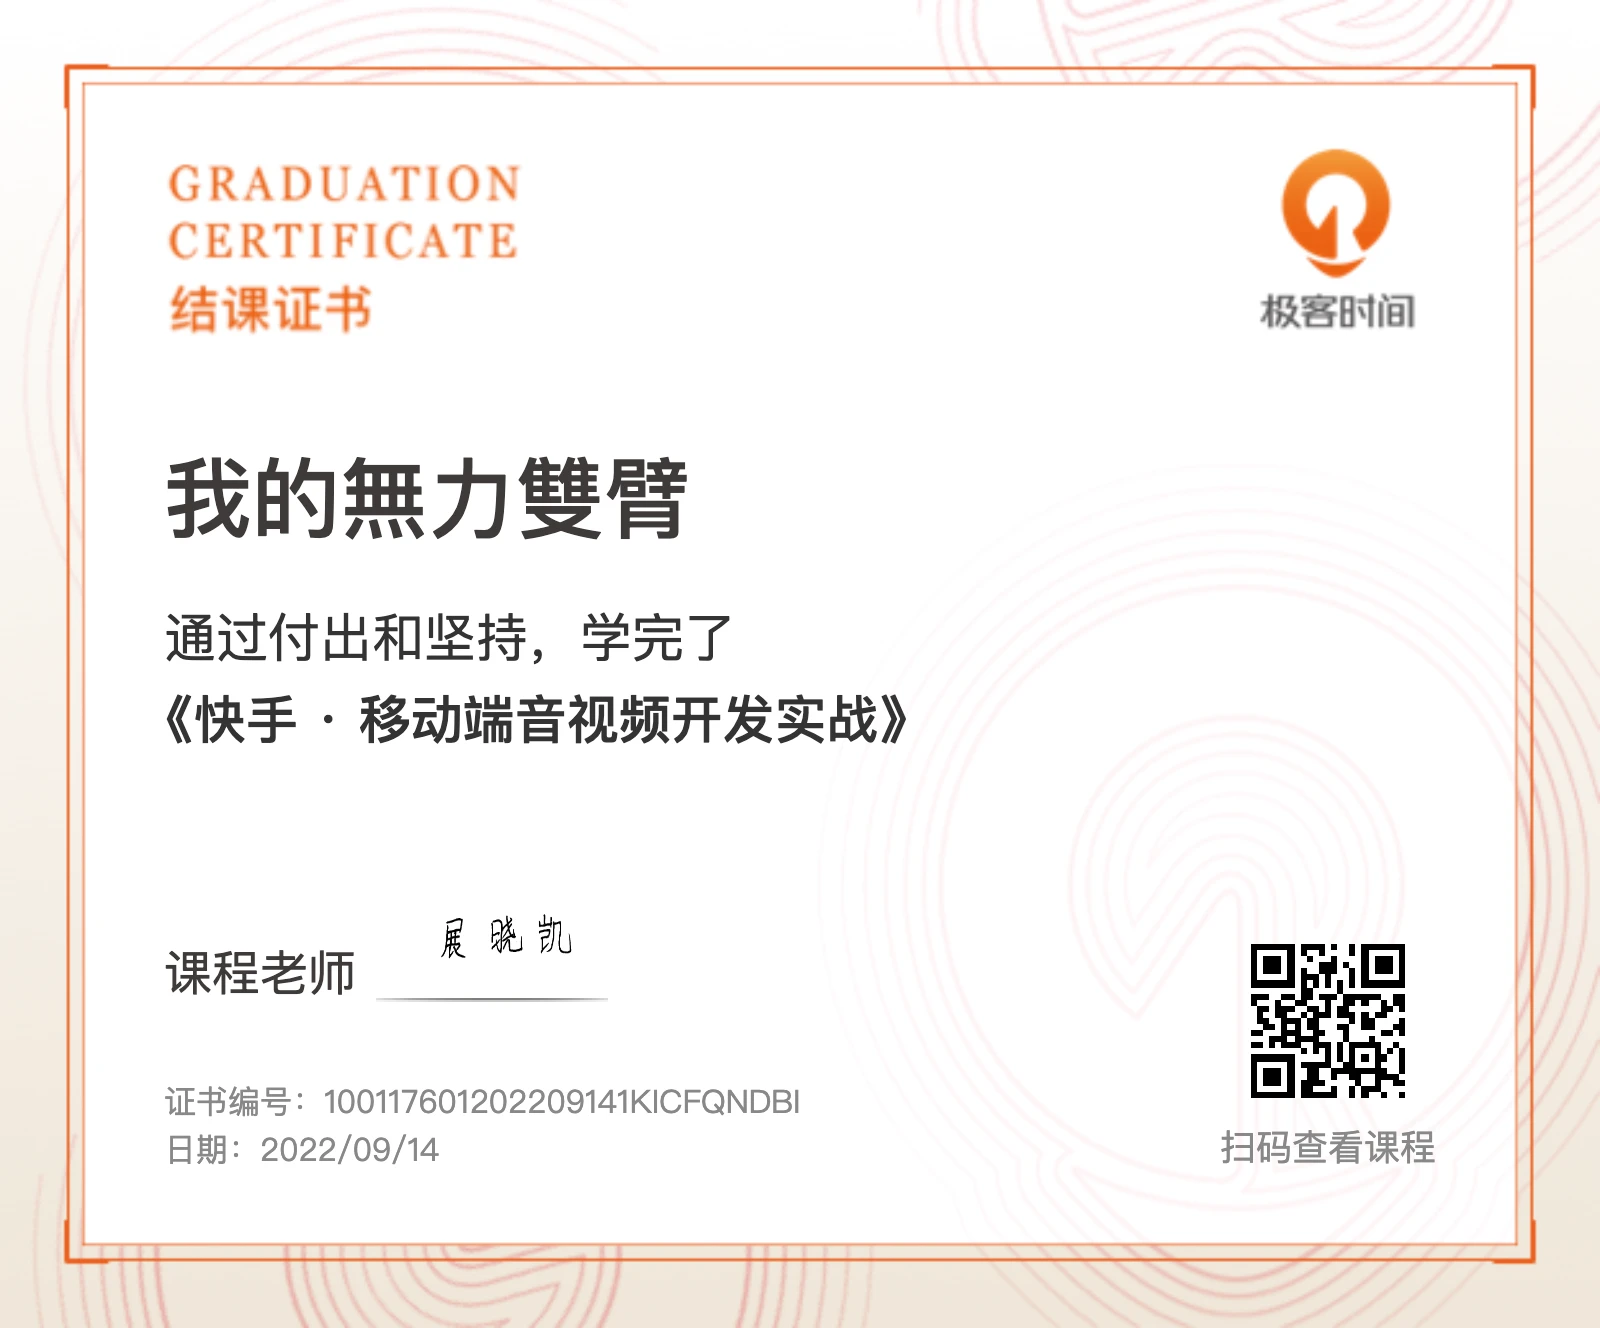 GRADUATION
CERTIFICATE
结课证书
极客时间
我的無力雙臂
通过付出和坚持，学完了
《快手 · 移动端音视频开发实战》
展晓凯
课程老师
证书编号：100117601202209141KICFQNDBI
日期：2022/09/14
扫码查看课程